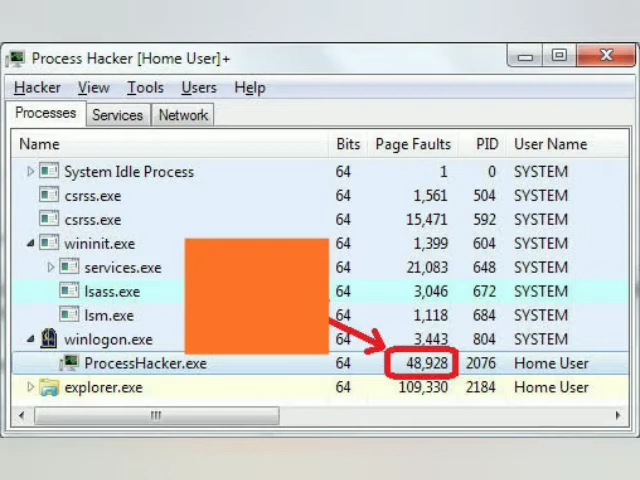 Process Hacker [Home User]+
Hacker View Tools Users Help
Processes Services Network
Name Bits Page Faults PID User Name
System Idle Process 64 1 0 SYSTEM
csrss.exe 64 1,561 504 SYSTEM
csrss.exe 64 15,471 592 SYSTEM
wininit.exe 64 1,399 604 SYSTEM
services.exe 64 21,083 648 SYSTEM
lsass.exe 64 3,046 672 SYSTEM
lsm.exe 64 1,118 684 SYSTEM
winlogon.exe 64 3,443 804 SYSTEM
ProcessHacker.exe 64 48,928 2076 Home User
explorer.exe 64 109,330 2184 Home User